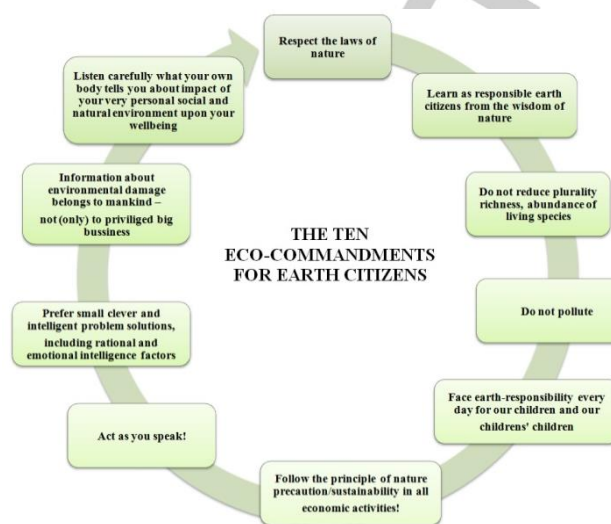 THE TEN
ECO-COMMANDMENTS
FOR EARTH CITIZENS
Respect the laws of
nature
Learn as responsible earth
citizens from the wisdom of
nature
Do not reduce plurality
richness, abundance of
living species
Do not pollute
Face earth-responsibility every
day for our children and our
childrens' children
Follow the principle of nature
precaution/sustainability in all
economic activities!
Act as you speak!
Prefer small clever and
intelligent problem solutions,
including rational and
emotional intelligence factors
Information about
environmental damage
belongs to mankind –
not (only) to priviliged big
bussiness
Listen carefully what your own
body tells you about impact of
your very personal social and
natural environment upon your
wellbeing